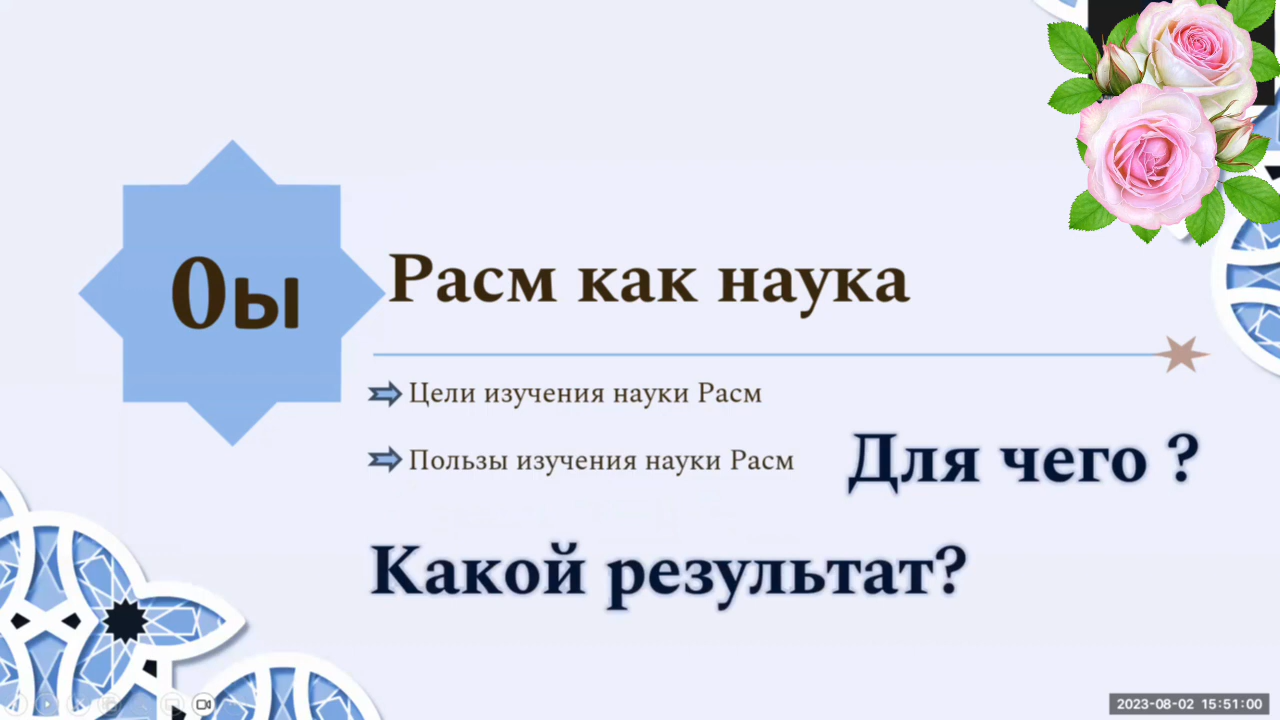 0ы
Расм как наука
Цели изучения науки Расм
Пользы изучения науки Расм
Для чего ?
Какой результат?
2023-08-02 15:51:00